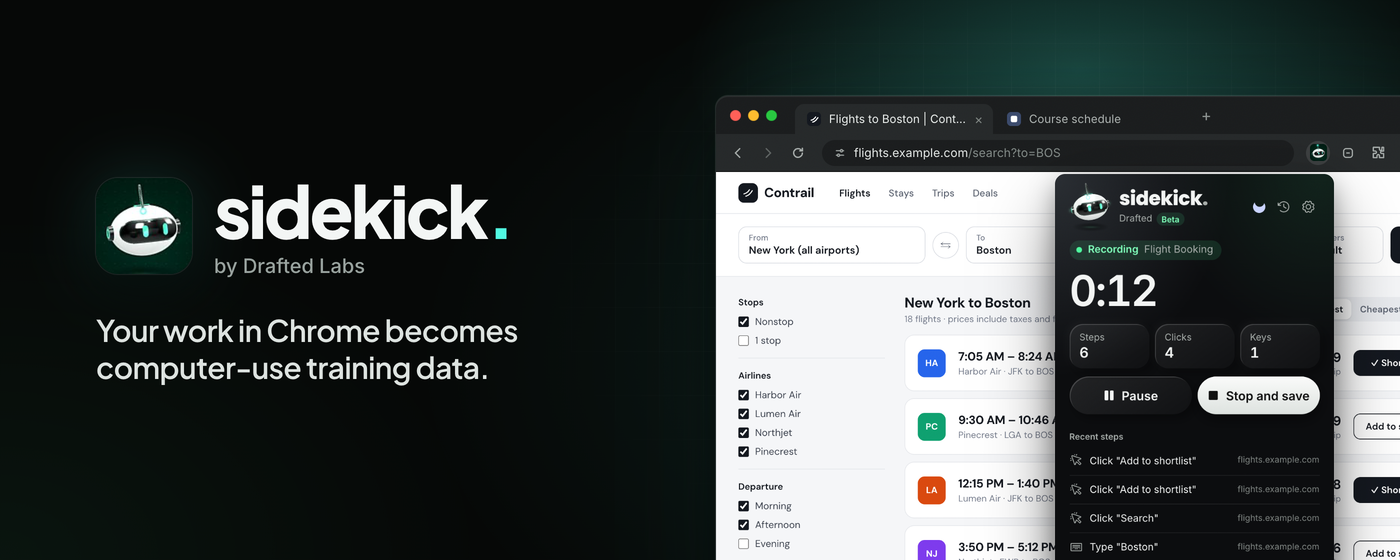 sidekick.
by Drafted Labs
Your work in Chrome becomes
computer-use training data.
Flights to Boston | Cont...
Course schedule
flights.example.com/search?to=BOS
Contrail
Flights
Stays
Trips
Deals
From
New York (all airports)
To
Boston
Stops
Nonstop
1 stop
Airlines
Harbor Air
Lumen Air
Northjet
Pinecrest
Departure
Morning
Afternoon
Evening
New York to Boston
18 flights · prices include taxes and
Cheapes
HA
7:05 AM – 8:24 A
Harbor Air · JFK to BOS
PC
9:30 AM – 10:46
Pinecrest · LGA to BOS
Add to s
LA
12:15 PM – 1:40 PM
Lumen Air · JFK to BOS
NJ
3:50 PM – 5:12 PM
sidekick.
Drafted Beta
Recording Flight Booking
0:12
Steps
6
Clicks
4
Keys
1
Pause
Stop and save
Recent steps
Click "Add to shortlist" flights.example.com
Click "Add to shortlist" flights.example.com
Click "Search" flights.example.com
Type "Boston" flights.example.com